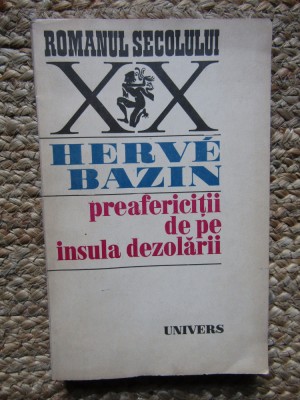 ROMANUL SECOLULUI
XX
HERVÉ
BAZIN
preafericiții
de pe
insula dezolării
UNIVERS